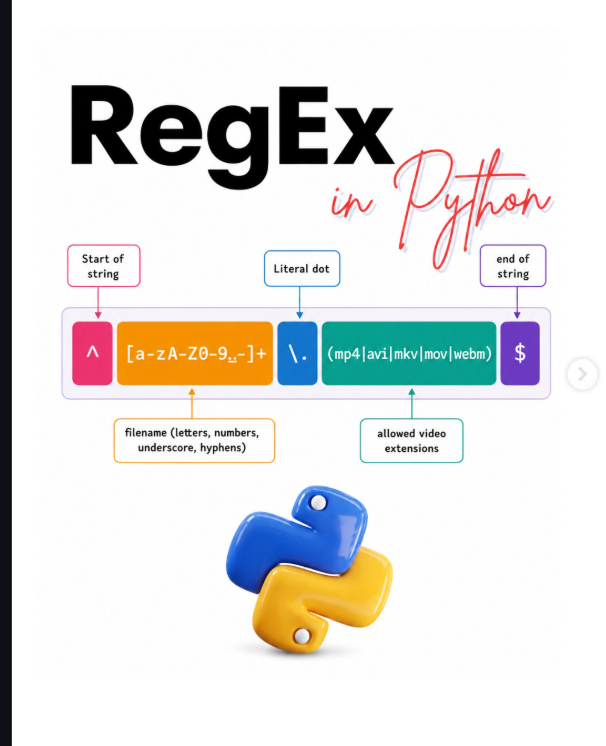 RegEx
in Python
Start of
string
Literal dot
end of
string
^
[a-zA-Z0-9_.-]+
\.
(mp4|avi|mkv|mov|webm)
$
filename (letters, numbers,
underscore, hyphens)
allowed video
extensions